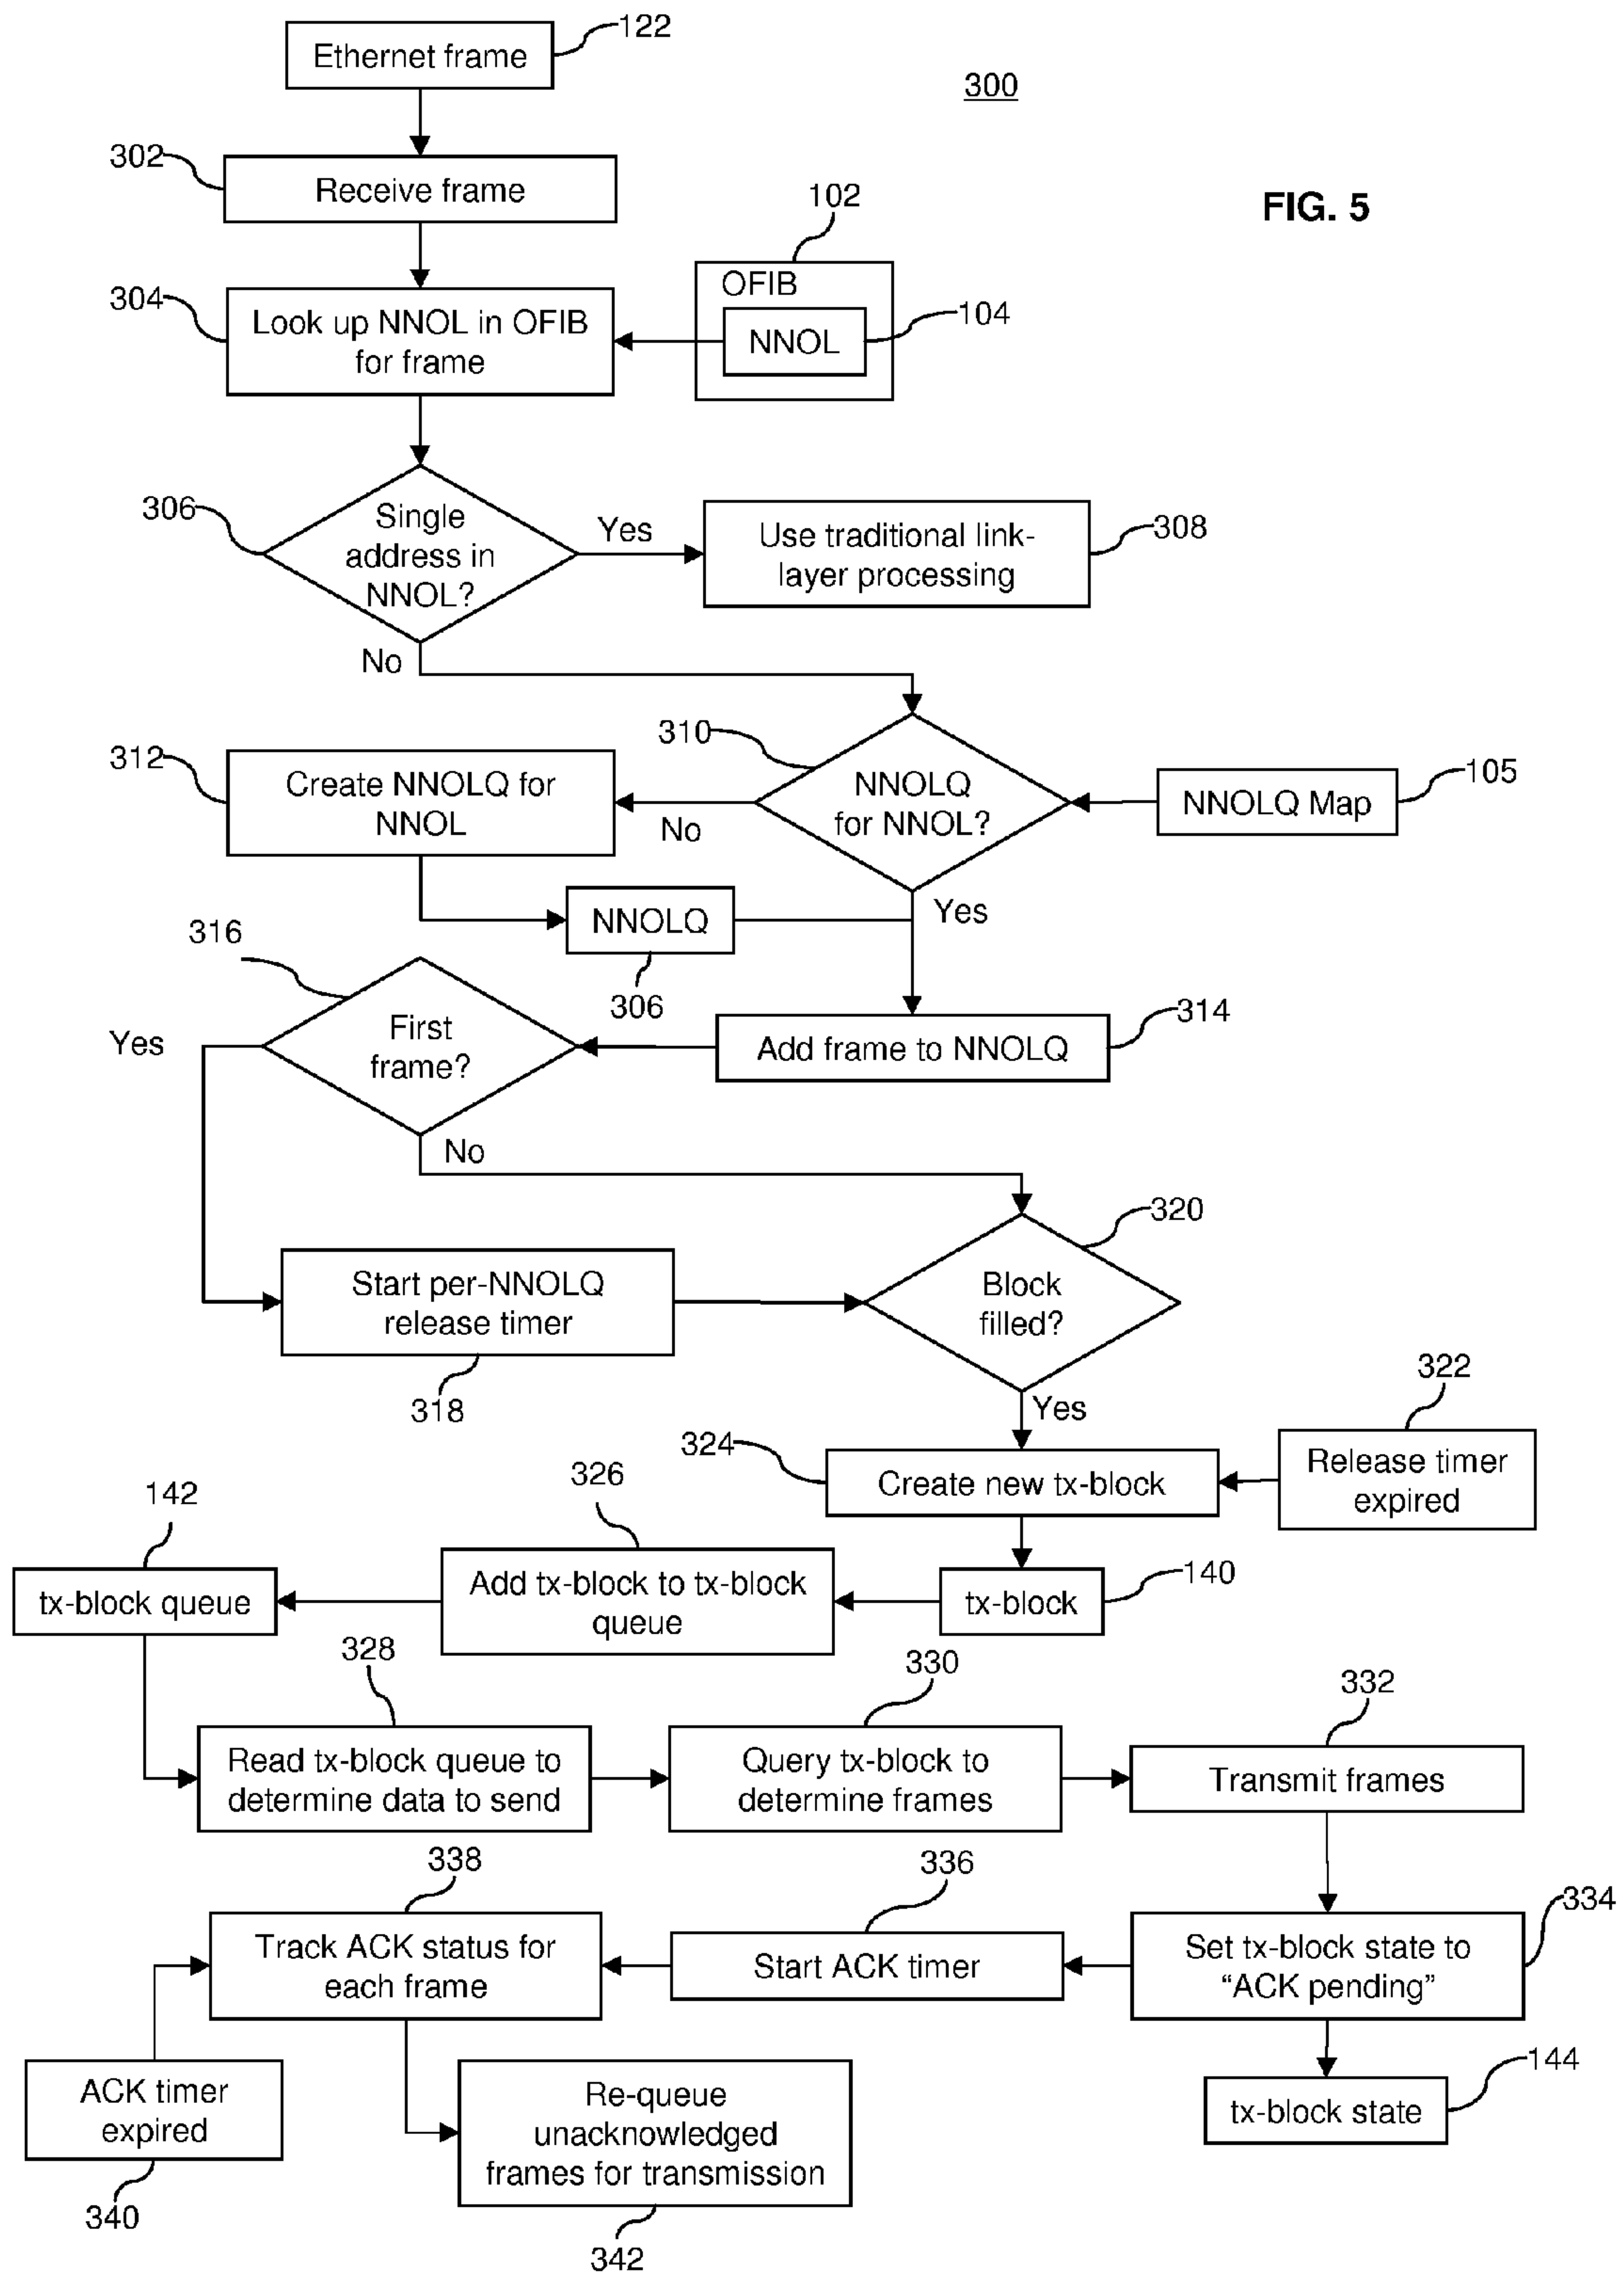 Ethernet frame
122
300
302
Receive frame
102
FIG. 5
304
Look up NNOL in OFIB
for frame
OFIB
NNOL
104
306
Single
address in
NNOL?
Yes
Use traditional link-
layer processing
308
No
310
312
Create NNOLQ for
NNOL
No
NNOLQ
for NNOL?
NNOLQ Map
105
NNOLQ
306
Yes
316
First
frame?
Yes
Add frame to NNOLQ
314
No
320
Start per-NNOLQ
release timer
318
Block
filled?
Yes
322
324
Create new tx-block
Release timer
expired
142
326
tx-block queue
Add tx-block to tx-block
queue
tx-block
140
328
330
332
Read tx-block queue to
determine data to send
Query tx-block to
determine frames
Transmit frames
338
336
334
Track ACK status for
each frame
Start ACK timer
Set tx-block state to
“ACK pending”
ACK timer
expired
340
Re-queue
unacknowledged
frames for transmission
342
tx-block state
144